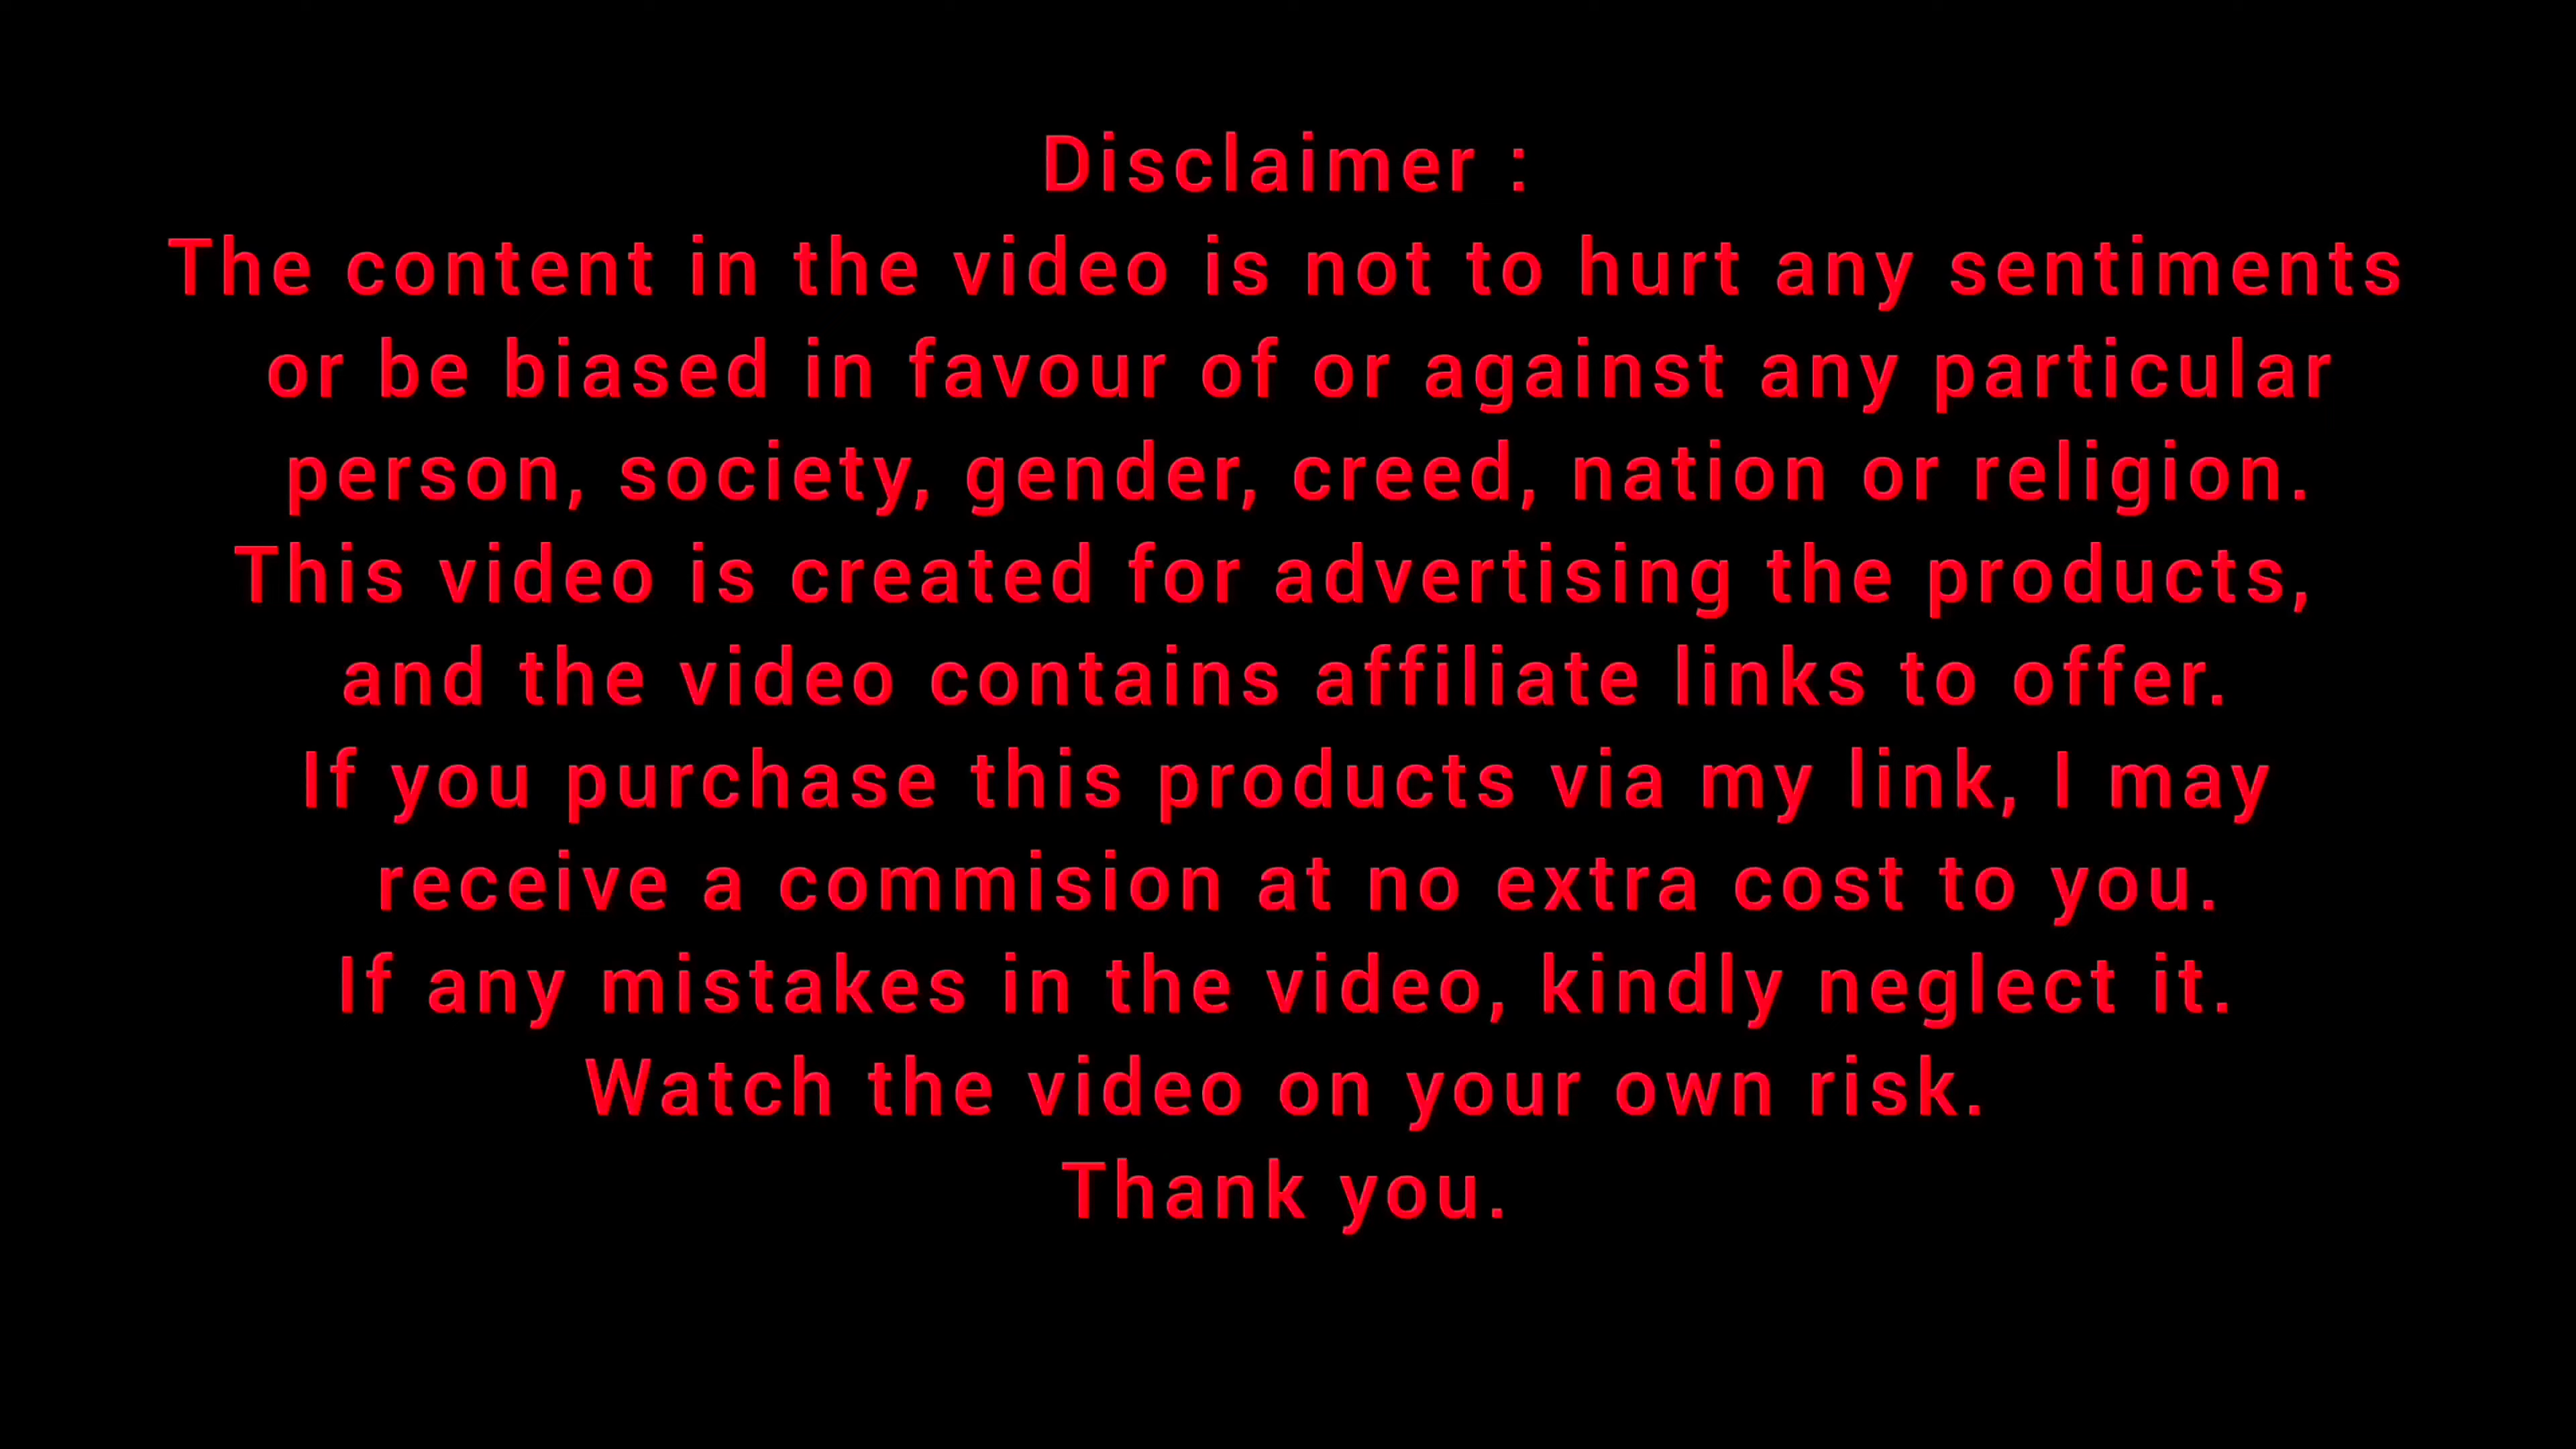 Disclaimer :
The content in the video is not to hurt any sentiments
or be biased in favour of or against any particular
person, society, gender, creed, nation or religion.
This video is created for advertising the products,
and the video contains affiliate links to offer.
If you purchase this products via my link, I may
receive a commision at no extra cost to you.
If any mistakes in the video, kindly neglect it.
Watch the video on your own risk.
Thank you.